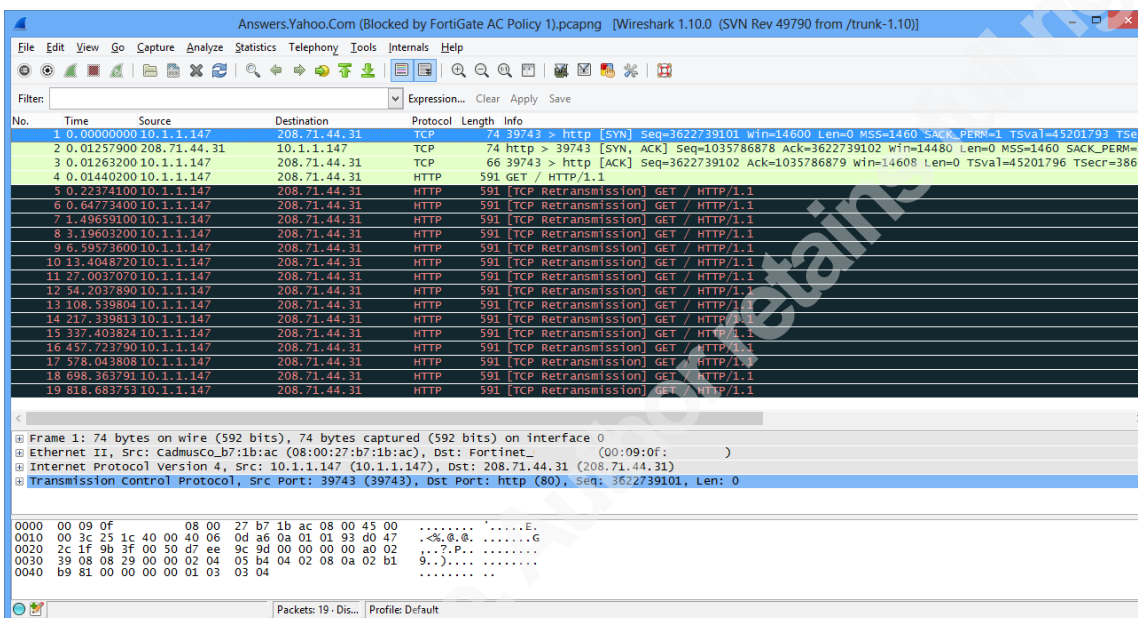 Answers.Yahoo.Com (Blocked by FortiGate AC Policy 1).pcapng [Wireshark 1.10.0 (SVN Rev 49790 from /trunk-1.10)]
File Edit View Go Capture Analyze Statistics Telephony Tools Internals Help
Filter: Expression... Clear Apply Save
No. Time Source Destination Protocol Length Info
1 0.00000000 10.1.1.147 208.71.44.31 TCP 74 39743 > http [SYN] Seq=3622739101 Win=14600 Len=0 MSS=1460 SACK_PERM=1 TSval=45201793 TSe
2 0.01257900 208.71.44.31 10.1.1.147 TCP 74 http > 39743 [SYN, ACK] Seq=1035786878 Ack=3622739102 Win=14480 Len=0 MSS=1460 SACK_PERM=
3 0.01263200 10.1.1.147 208.71.44.31 TCP 66 39743 > http [ACK] Seq=3622739102 Ack=1035786879 Win=14608 Len=0 TSval=45201796 TSecr=386
4 0.01440200 10.1.1.147 208.71.44.31 HTTP 591 GET / HTTP/1.1
5 0.22374100 10.1.1.147 208.71.44.31 HTTP 591 [TCP Retransmission] GET / HTTP/1.1
6 0.64773400 10.1.1.147 208.71.44.31 HTTP 591 [TCP Retransmission] GET / HTTP/1.1
7 1.49659100 10.1.1.147 208.71.44.31 HTTP 591 [TCP Retransmission] GET / HTTP/1.1
8 3.19603200 10.1.1.147 208.71.44.31 HTTP 591 [TCP Retransmission] GET / HTTP/1.1
9 6.59573600 10.1.1.147 208.71.44.31 HTTP 591 [TCP Retransmission] GET / HTTP/1.1
10 13.4048720 10.1.1.147 208.71.44.31 HTTP 591 [TCP Retransmission] GET / HTTP/1.1
11 27.0037070 10.1.1.147 208.71.44.31 HTTP 591 [TCP Retransmission] GET / HTTP/1.1
12 54.2037890 10.1.1.147 208.71.44.31 HTTP 591 [TCP Retransmission] GET / HTTP/1.1
13 108.539804 10.1.1.147 208.71.44.31 HTTP 591 [TCP Retransmission] GET / HTTP/1.1
14 217.339813 10.1.1.147 208.71.44.31 HTTP 591 [TCP Retransmission] GET / HTTP/1.1
15 337.403824 10.1.1.147 208.71.44.31 HTTP 591 [TCP Retransmission] GET / HTTP/1.1
16 457.723790 10.1.1.147 208.71.44.31 HTTP 591 [TCP Retransmission] GET / HTTP/1.1
17 578.043808 10.1.1.147 208.71.44.31 HTTP 591 [TCP Retransmission] GET / HTTP/1.1
18 698.363791 10.1.1.147 208.71.44.31 HTTP 591 [TCP Retransmission] GET / HTTP/1.1
19 818.683753 10.1.1.147 208.71.44.31 HTTP 591 [TCP Retransmission] GET / HTTP/1.1
Frame 1: 74 bytes on wire (592 bits), 74 bytes captured (592 bits) on interface 0
Ethernet II, Src: CadmusCo_b7:1b:ac (08:00:27:b7:1b:ac), Dst: Fortinet_ (00:09:0f: )
Internet Protocol Version 4, Src: 10.1.1.147 (10.1.1.147), Dst: 208.71.44.31 (208.71.44.31)
Transmission Control Protocol, Src Port: 39743 (39743), Dst Port: http (80), Seq: 3622739101, Len: 0
0000 00 09 0f 08 00 27 b7 1b ac 08 00 45 00 ........ '.....E.
0010 00 3c 25 1c 40 00 40 06 0d a6 0a 01 01 93 d0 47 .<%.@.@. .......G
0020 2c 1f 9b 3f 00 50 d7 ee 9c 9d 00 00 00 00 a0 02 ,..?.P.. ........
0030 39 08 08 29 00 00 02 04 05 b4 04 02 08 0a 02 b1 9..).... ........
0040 b9 81 00 00 00 00 01 03 03 04 ........ ..
Packets: 19 · Dis... Profile: Default
Author retains